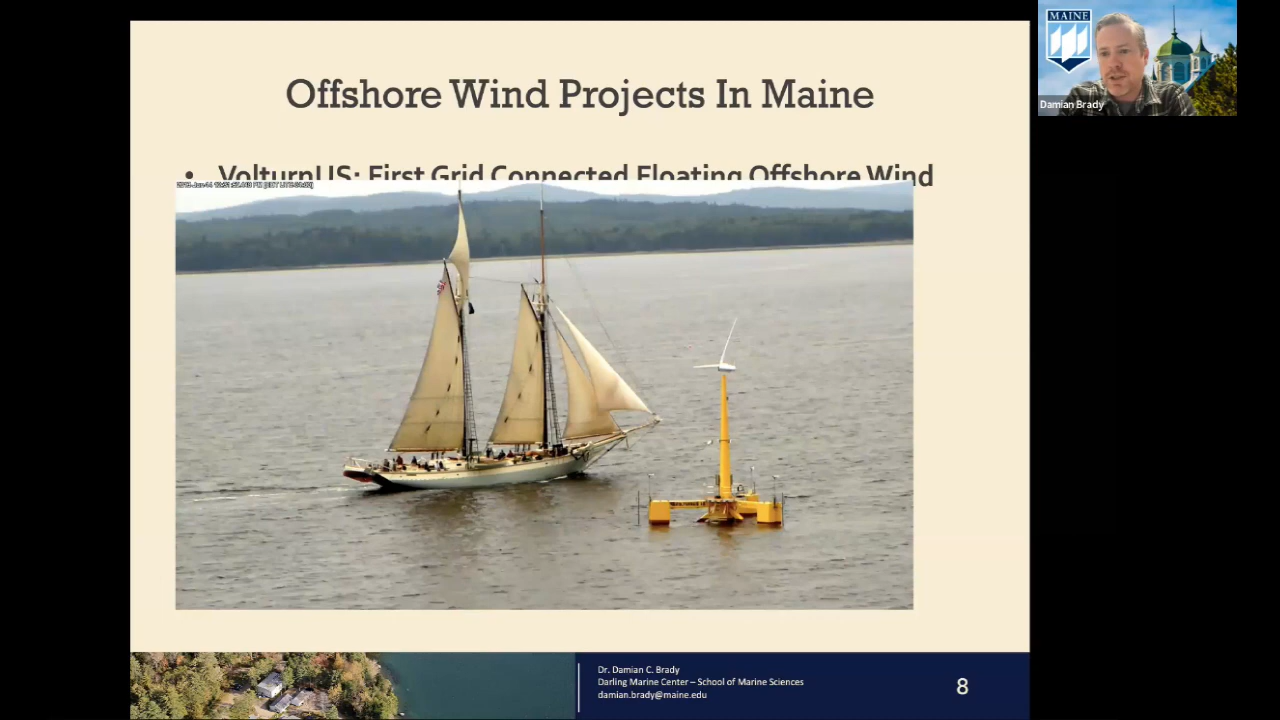 Offshore Wind Projects In Maine
• VolturnUS: First Grid Connected Floating Offshore Wind
MAINE
Damian Brady
Dr. Damian C. Brady
Darling Marine Center – School of Marine Sciences
damian.brady@maine.edu
8